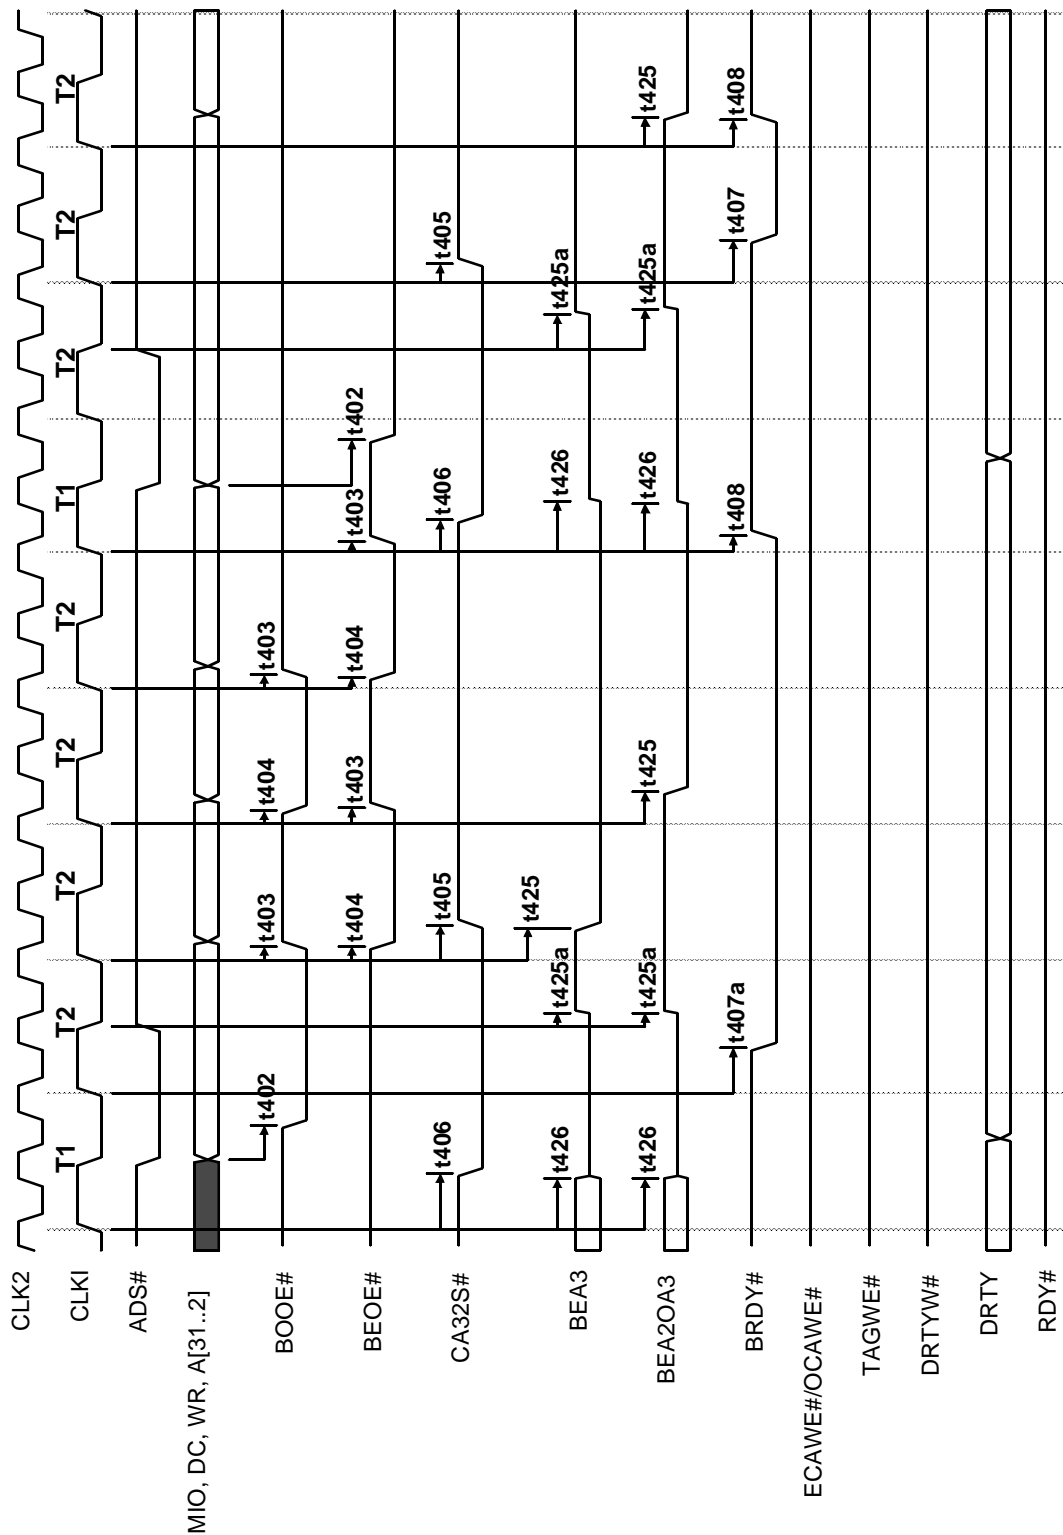 CLK2
T1 T2 T2 T2 T2 T1 T2 T2 T2
CLKI
ADS#
MIO, DC, WR, A[31..2]
t402 t403 t404 t403
BOOE#
t404 t403 t404 t403 t402
BEOE#
t406 t405 t406 t405
CA32S#
t425
t426 t425a t426 t425a
BEA3
t426 t425a t425 t426 t425a t425
BEA2OA3
t407a t408 t407 t408
BRDY#
ECAWE#/OCAWE#
TAGWE#
DRTYW#
DRTY
RDY#